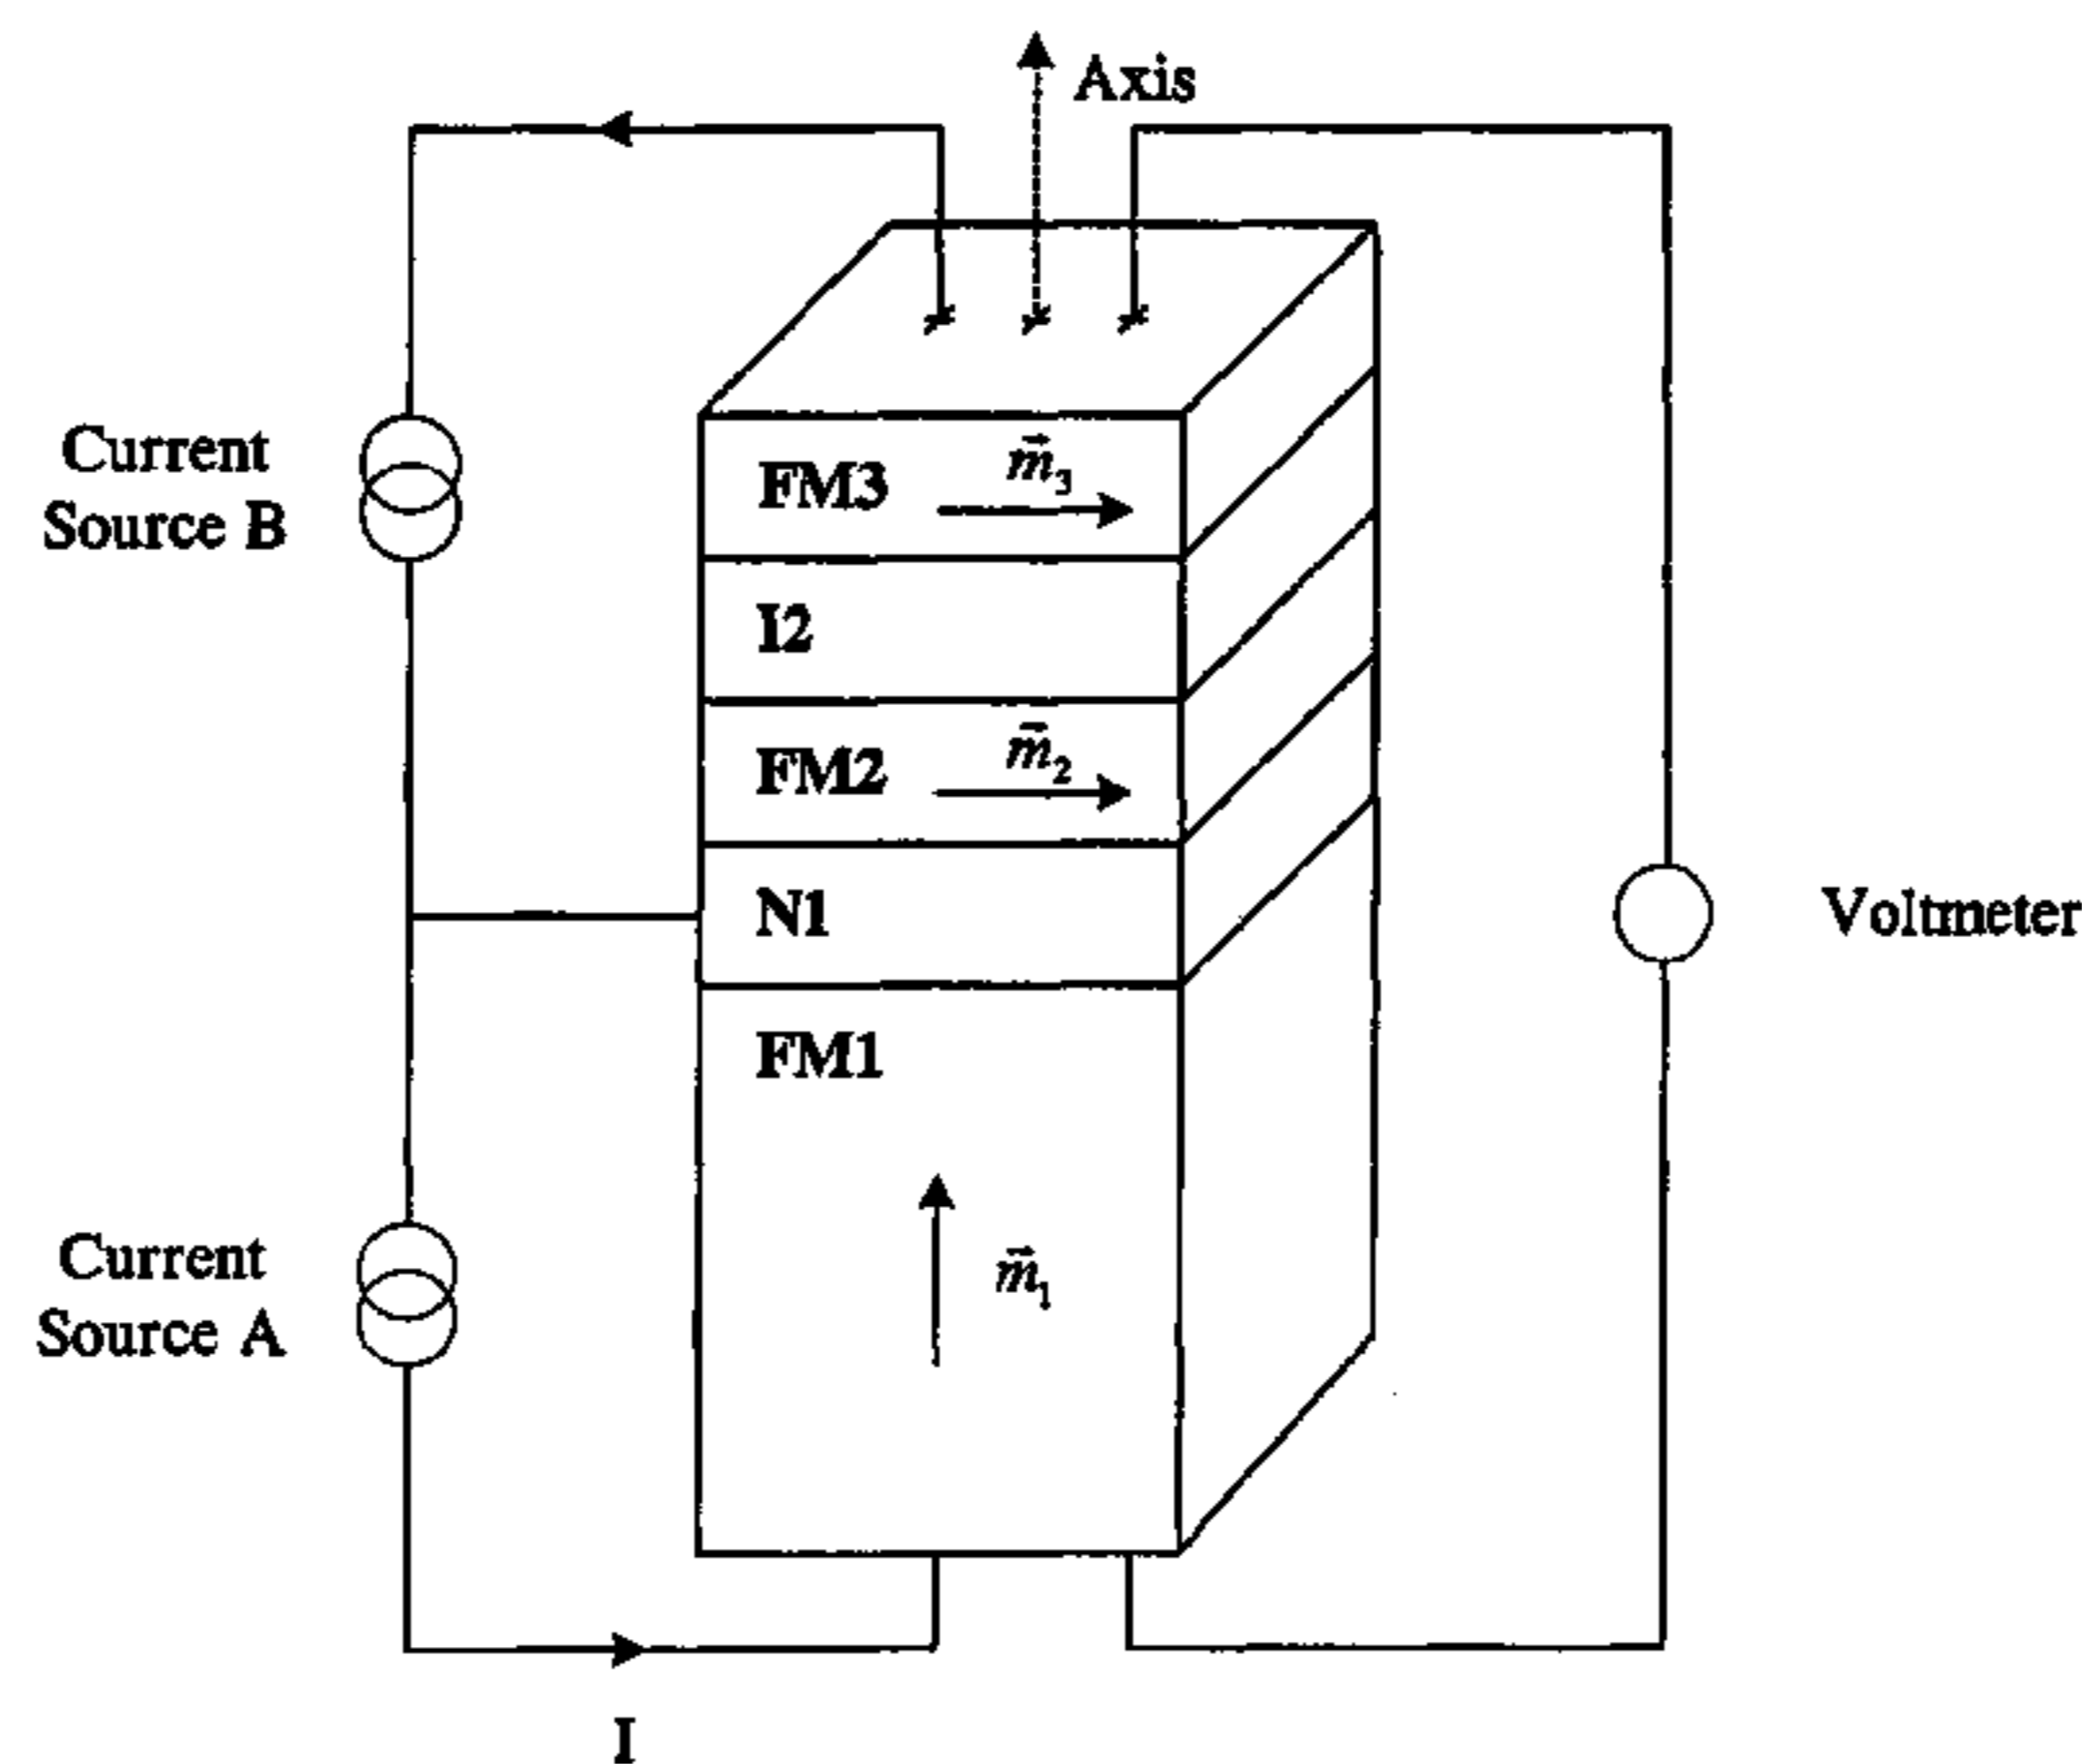 Axis
Current
Source B
FM3
m⃗₃
I2
FM2
m⃗₂
N1
Voltmeter
FM1
Current
Source A
m⃗₁
I